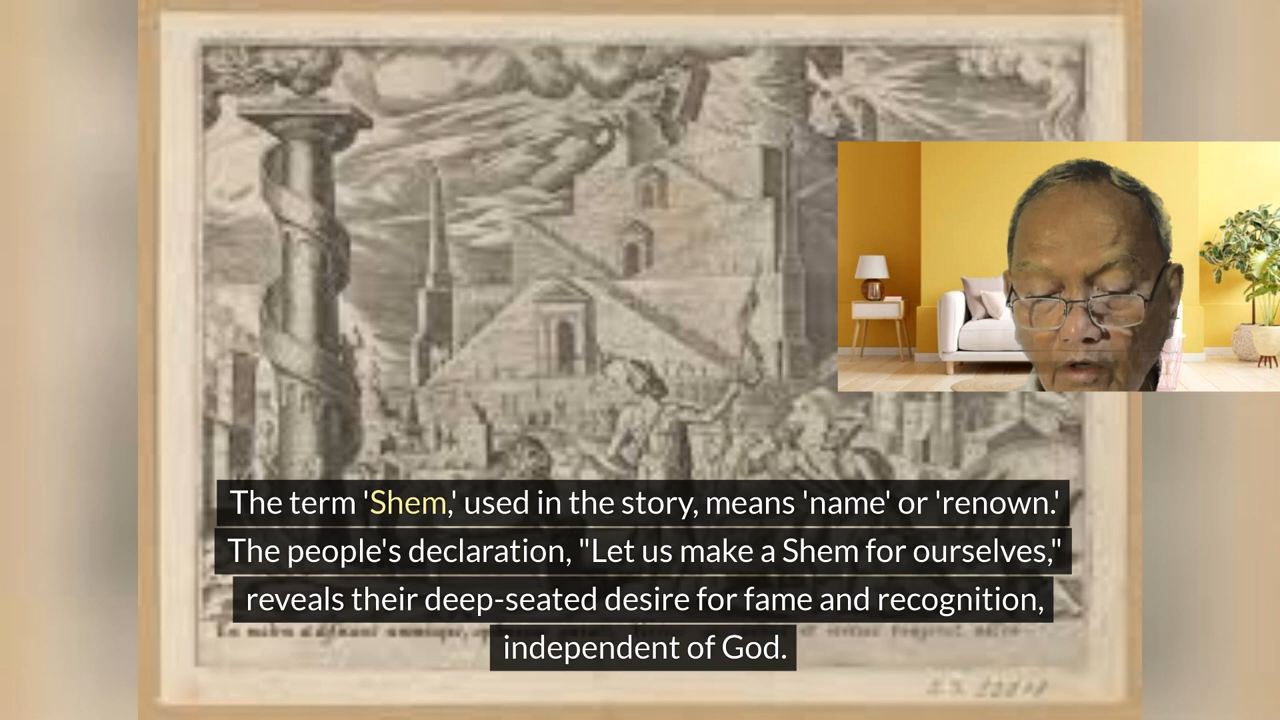 The term 'Shem,' used in the story, means 'name' or 'renown.'
The people's declaration, "Let us make a Shem for ourselves,"
reveals their deep-seated desire for fame and recognition,
independent of God.